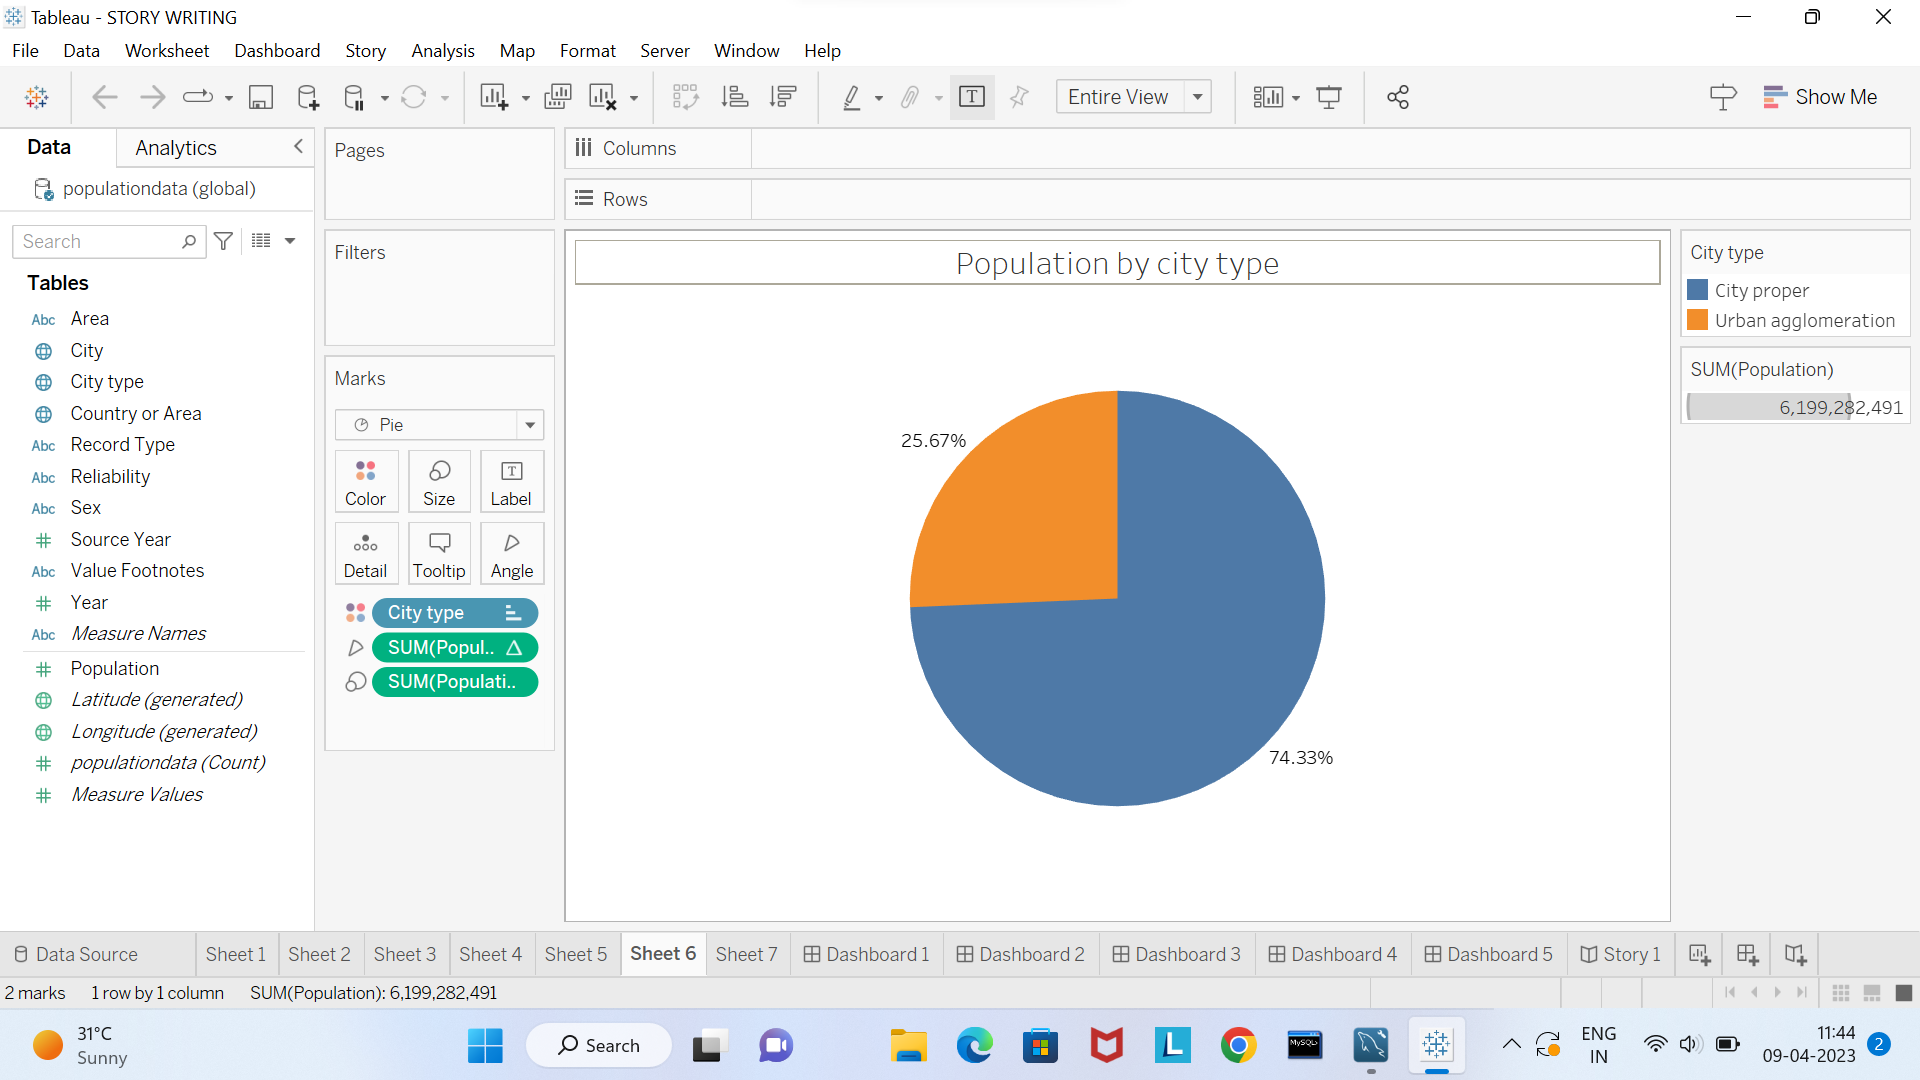 Tableau - STORY WRITING
File Data Worksheet Dashboard Story Analysis Map Format Server Window Help
Entire View
Show Me
Data
Analytics
populationdata (global)
Search
Tables
Abc Area
City
City type
Country or Area
Abc Record Type
Abc Reliability
Abc Sex
Source Year
Abc Value Footnotes
Year
Abc Measure Names
Population
Latitude (generated)
Longitude (generated)
populationdata (Count)
Measure Values
Pages
Filters
Marks
Pie
Color Size Label
Detail Tooltip Angle
City type
SUM(Popul..
SUM(Populati..
Columns
Rows
Population by city type
25.67%
74.33%
City type
City proper
Urban agglomeration
SUM(Population)
6,199,282,491
Data Source Sheet 1 Sheet 2 Sheet 3 Sheet 4 Sheet 5 Sheet 6 Sheet 7 Dashboard 1 Dashboard 2 Dashboard 3 Dashboard 4 Dashboard 5 Story 1
2 marks 1 row by 1 column SUM(Population): 6,199,282,491
31°C
Sunny
Search
MySQL
ENG
IN
11:44
09-04-2023
2